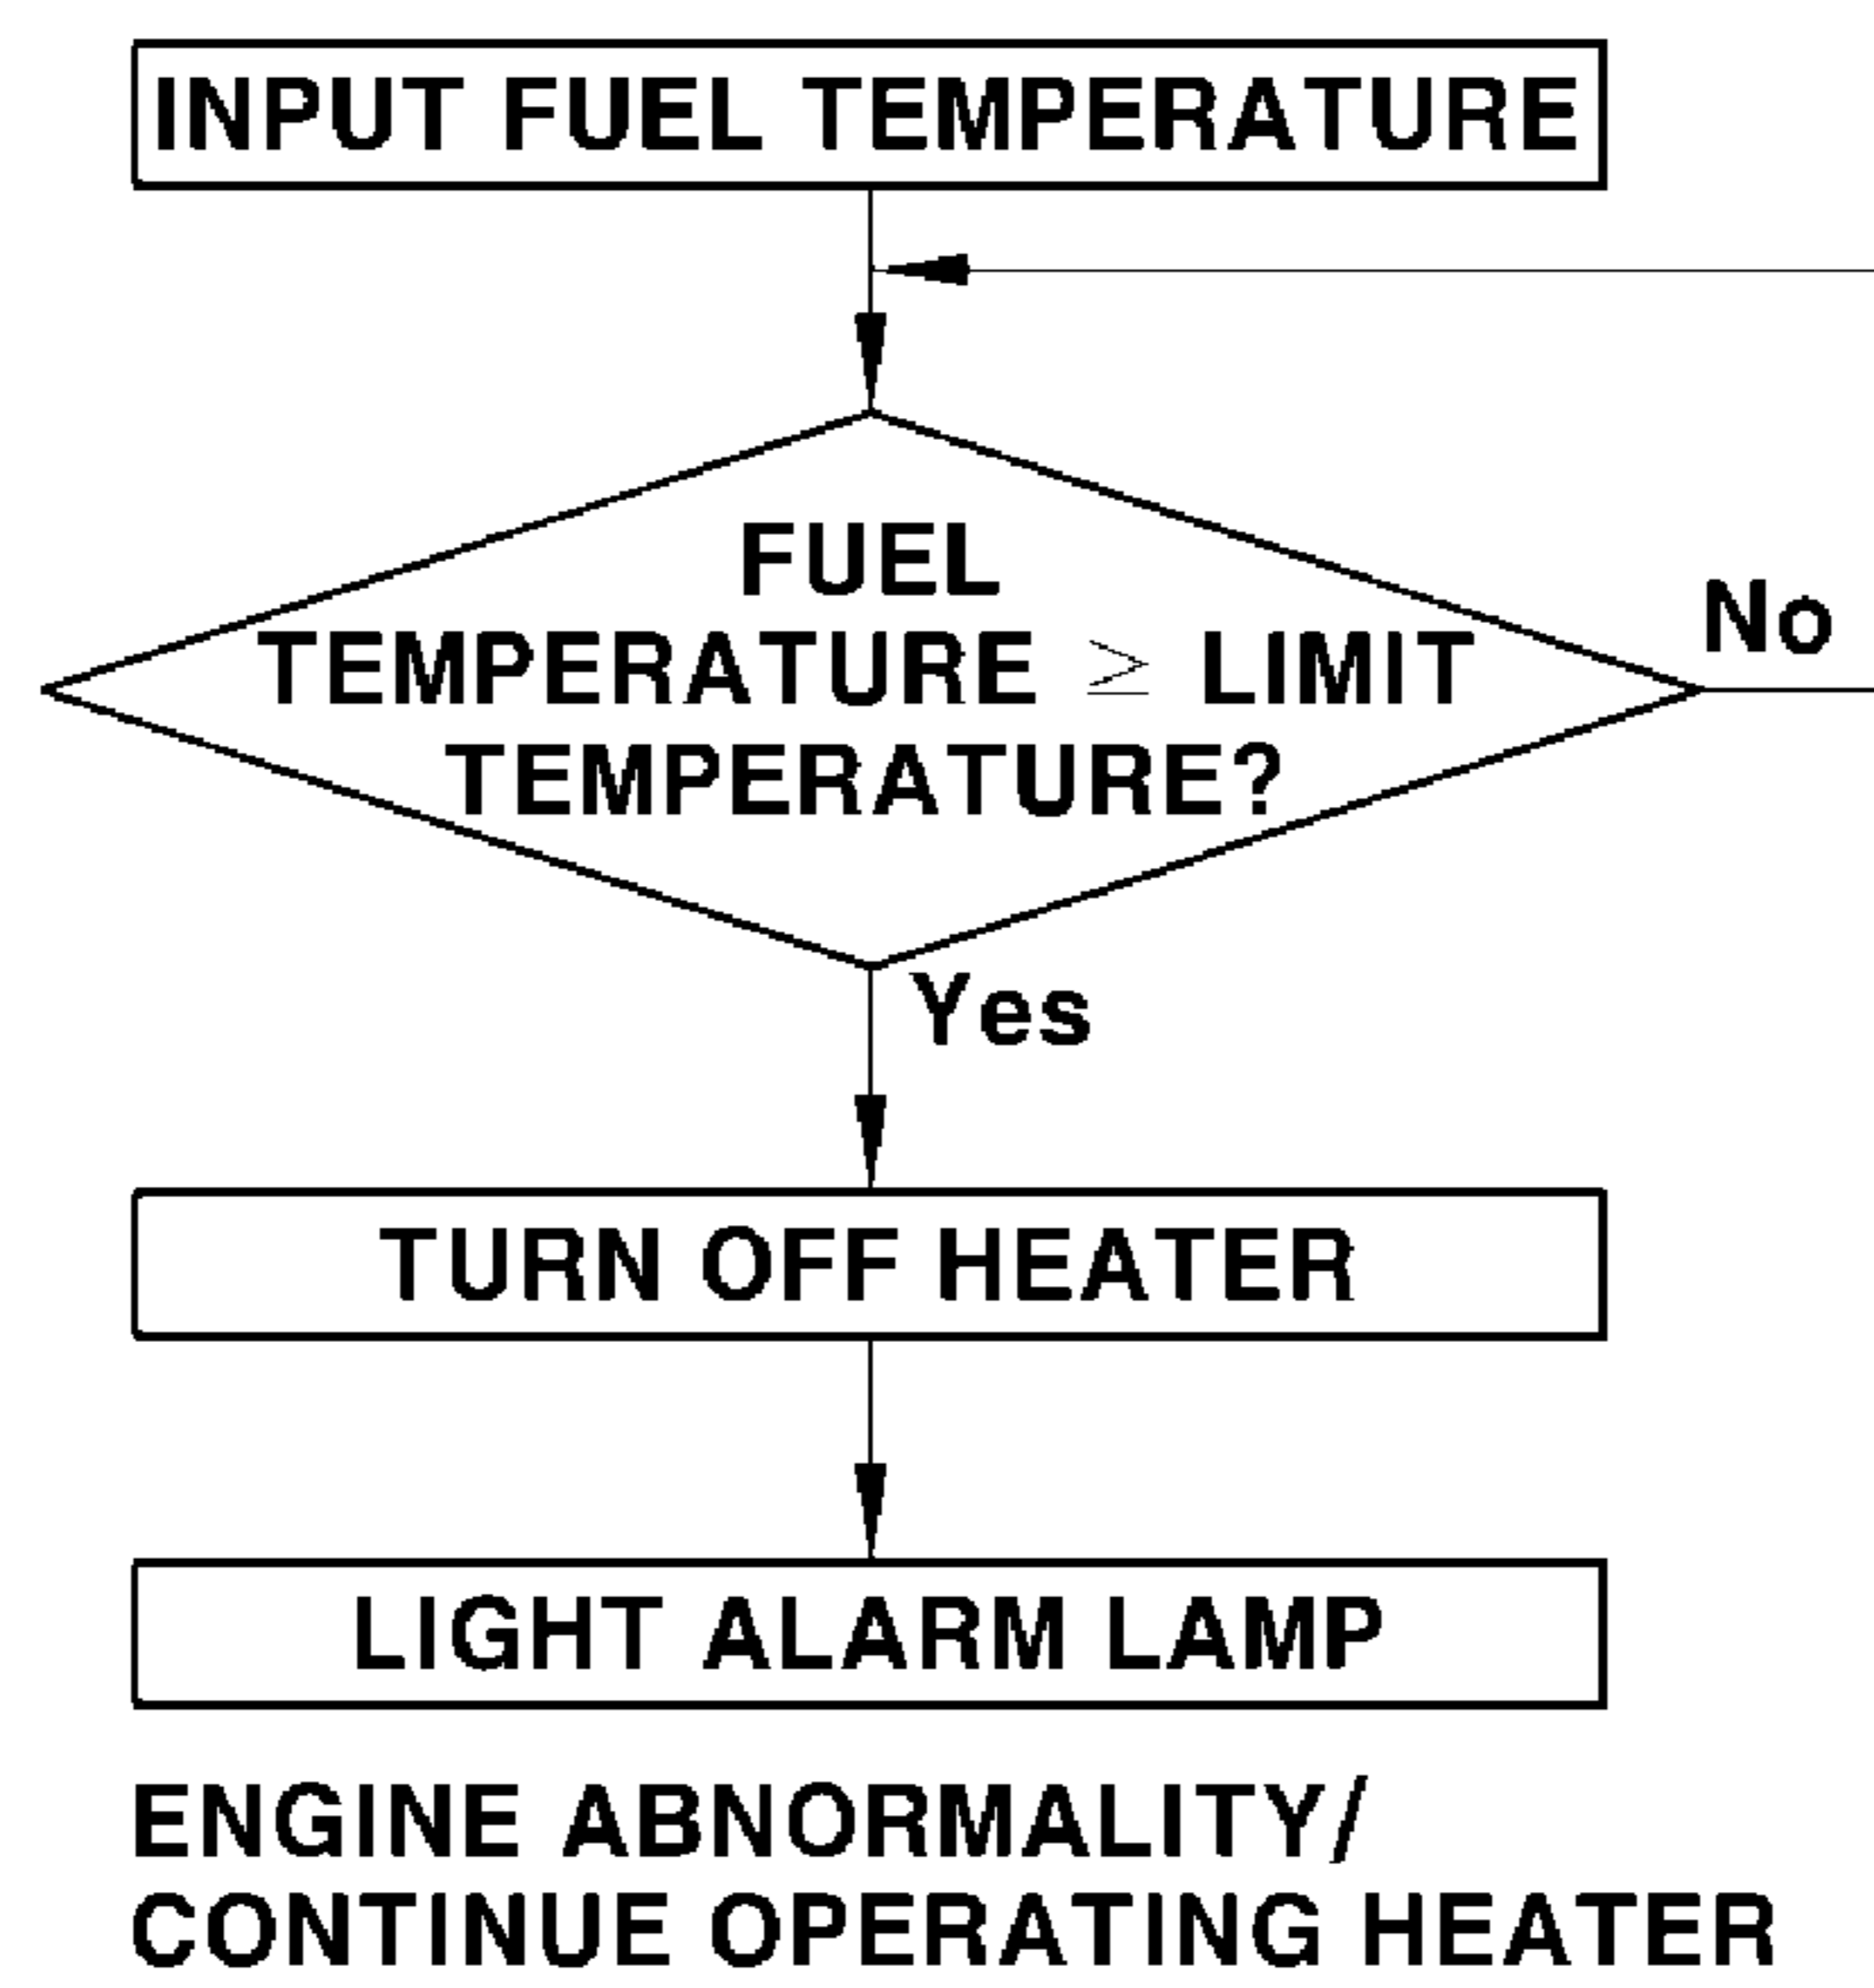 INPUT FUEL TEMPERATURE
FUEL
TEMPERATURE ≥ LIMIT
TEMPERATURE?
No
Yes
TURN OFF HEATER
LIGHT ALARM LAMP
ENGINE ABNORMALITY/
CONTINUE OPERATING HEATER